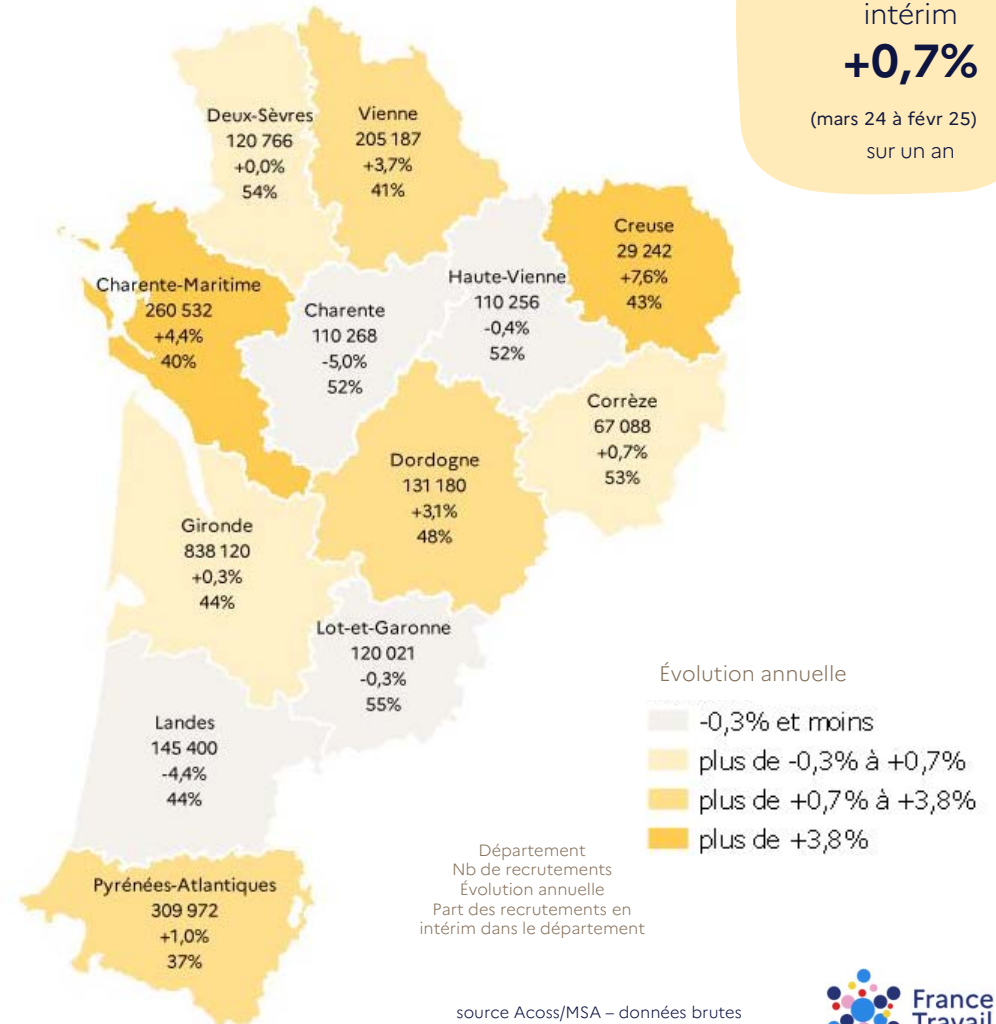 intérim
+0,7%
(mars 24 à févr 25)
sur un an
Deux-Sèvres
120 766
+0,0%
54%
Vienne
205 187
+3,7%
41%
Creuse
29 242
+7,6%
43%
Charente-Maritime
260 532
+4,4%
40%
Charente
110 268
-5,0%
52%
Haute-Vienne
110 256
-0,4%
52%
Corrèze
67 088
+0,7%
53%
Dordogne
131 180
+3,1%
48%
Gironde
838 120
+0,3%
44%
Lot-et-Garonne
120 021
-0,3%
55%
Landes
145 400
-4,4%
44%
Pyrénées-Atlantiques
309 972
+1,0%
37%
Évolution annuelle
-0,3% et moins
plus de -0,3% à +0,7%
plus de +0,7% à +3,8%
plus de +3,8%
Département
Nb de recrutements
Évolution annuelle
Part des recrutements en
intérim dans le département
source Acoss/MSA – données brutes
France
Travail